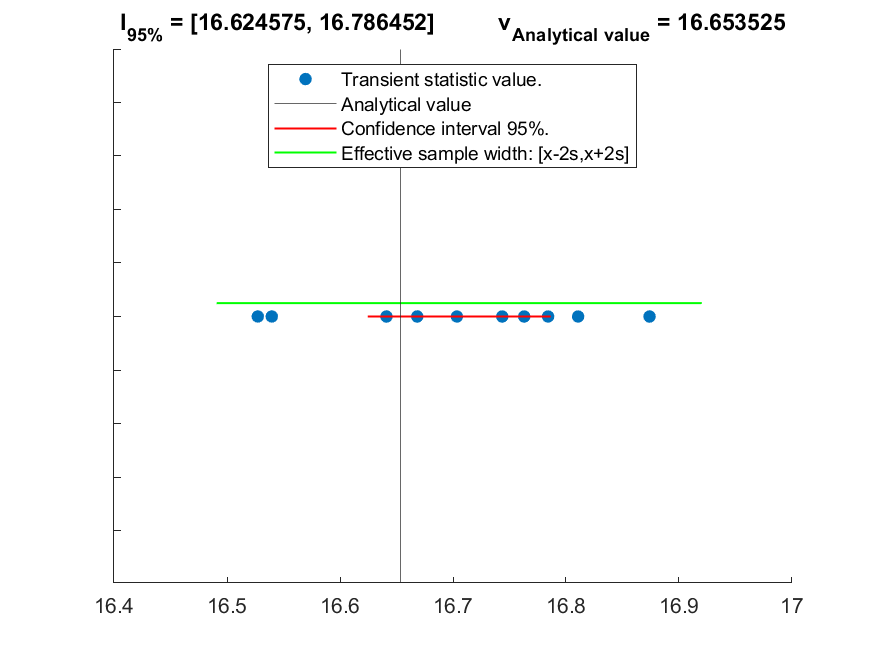 I95% = [16.624575, 16.786452] vAnalytical value = 16.653525
Transient statistic value.
Analytical value
Confidence interval 95%.
Effective sample width: [x-2s,x+2s]
16.4 16.5 16.6 16.7 16.8 16.9 17